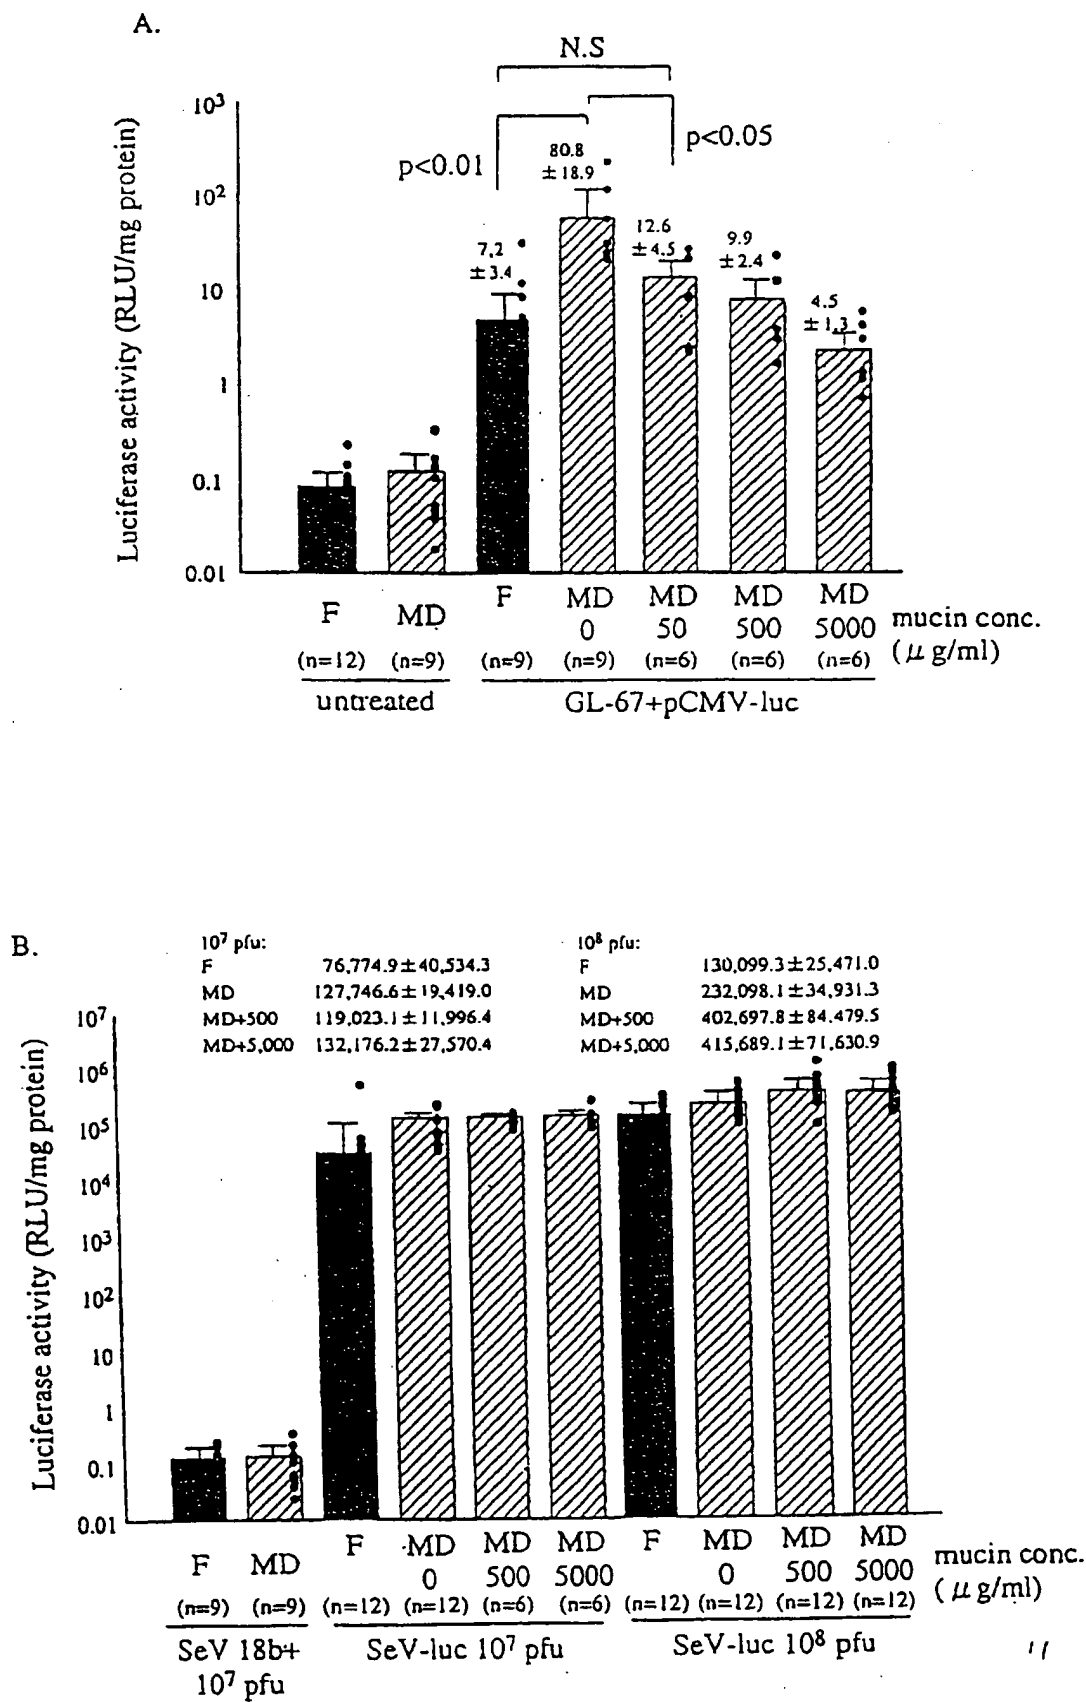 A.
N.S
p<0.01
p<0.05
Luciferase activity (RLU/mg protein)
10³
10²
10
1
0.1
0.01
7.2
±3.4
80.8
±18.9
12.6
±4.5
9.9
±2.4
4.5
±1.3
F MD F MD MD MD MD
0 50 500 5000 mucin conc.
(n=12) (n=9) (n=9) (n=9) (n=6) (n=6) (n=6) (μg/ml)
untreated GL-67+pCMV-luc
B.
10⁷ pfu:
F 76,774.9±40,534.3
MD 127,746.6±19,419.0
MD+500 119,023.1±11,996.4
MD+5,000 132,176.2±27,570.4
10⁸ pfu:
F 130,099.3±25,471.0
MD 232,098.1±34,931.3
MD+500 402,697.8±84,479.5
MD+5,000 415,689.1±71,630.9
Luciferase activity (RLU/mg protein)
10⁷
10⁶
10⁵
10⁴
10³
10²
10
1
0.1
0.01
F MD F MD MD MD F MD MD MD
0 500 5000 0 500 5000 mucin conc.
(n=9) (n=9) (n=12) (n=12) (n=6) (n=6) (n=12) (n=12) (n=12) (n=12) (μg/ml)
SeV 18b+ SeV-luc 10⁷ pfu SeV-luc 10⁸ pfu
10⁷ pfu